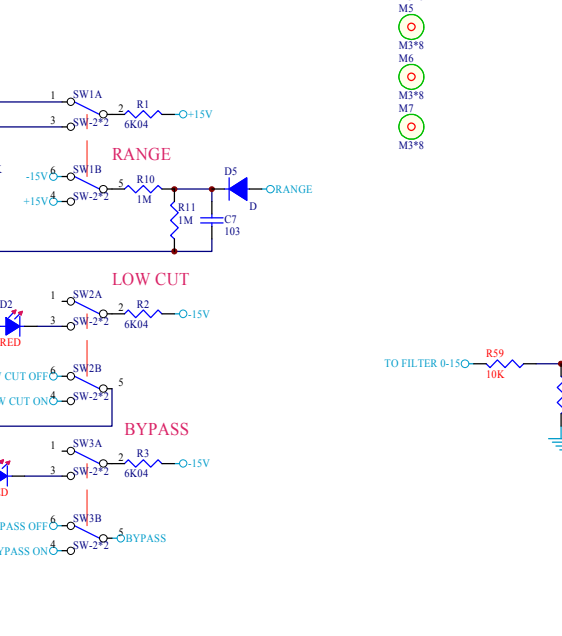 M5
M3*8
M6
M3*8
M7
M3*8
1
SW1A
2
R1
+15V
3
SW-2*2
6K04
RANGE
-15V
6
SW1B
5
R10
D5
RANGE
+15V
4
SW-2*2
1M
D
R11
1M
C7
103
LOW CUT
D2
1
SW2A
2
R2
-15V
3
SW-2*2
6K04
RED
CUT OFF
6
SW2B
5
CUT ON
4
SW-2*2
TO FILTER 0-15
R59
10K
BYPASS
1
SW3A
2
R3
-15V
3
SW-2*2
6K04
D
PASS OFF
6
SW3B
5
BYPASS
YPASS ON
4
SW-2*2